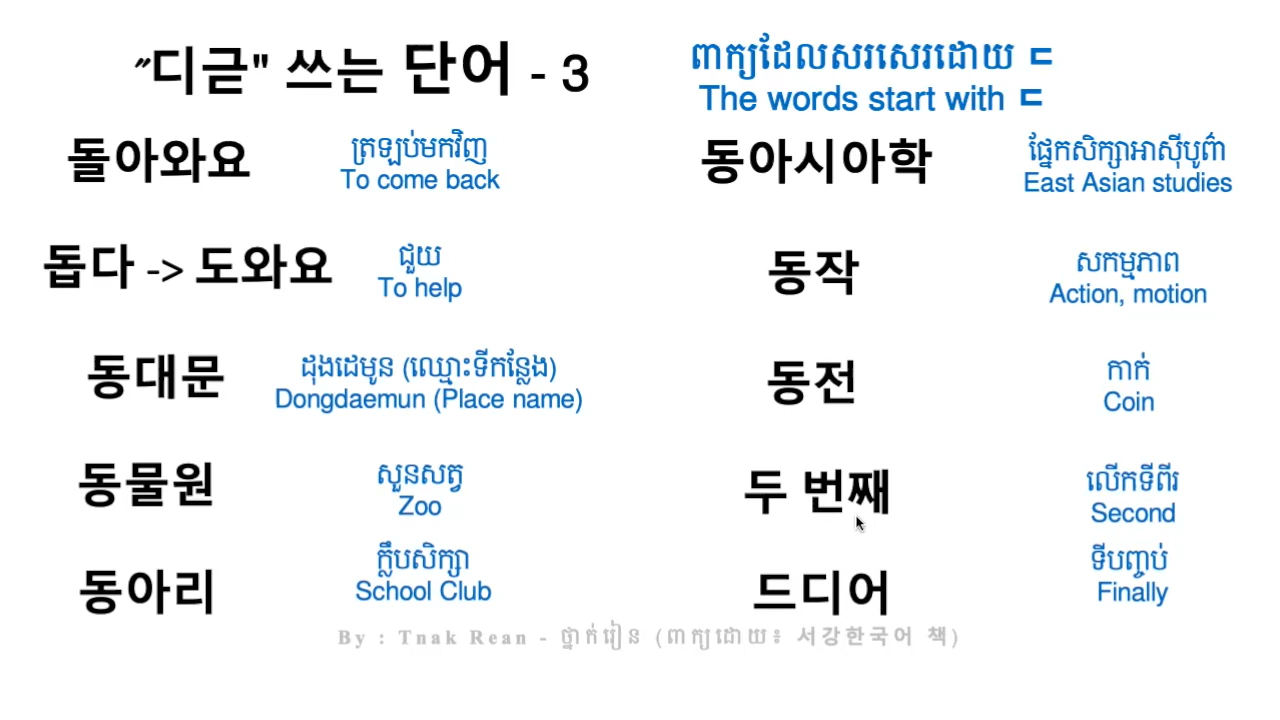 "디귿" 쓰는 단어 - 3
ពាក្យដែលសរសេរដោយ ㄷ
The words start with ㄷ
돌아와요
ត្រឡប់មកវិញ
To come back
돕다 -> 도와요
ជួយ
To help
동대문
ដុងដេមូន (ឈ្មោះទីកន្លែង)
Dongdaemun (Place name)
동물원
សួនសត្វ
Zoo
동아리
ក្លឹបសិក្សា
School Club
동아시아학
ផ្នែកសិក្សាអាស៊ីបូព៌ា
East Asian studies
동작
សកម្មភាព
Action, motion
동전
កាក់
Coin
두 번째
លើកទីពីរ
Second
드디어
ទីបញ្ចប់
Finally
By : Tnak Rean - ថ្នាក់រៀន (ពាក្យដោយ៖ 서강한국어 책)